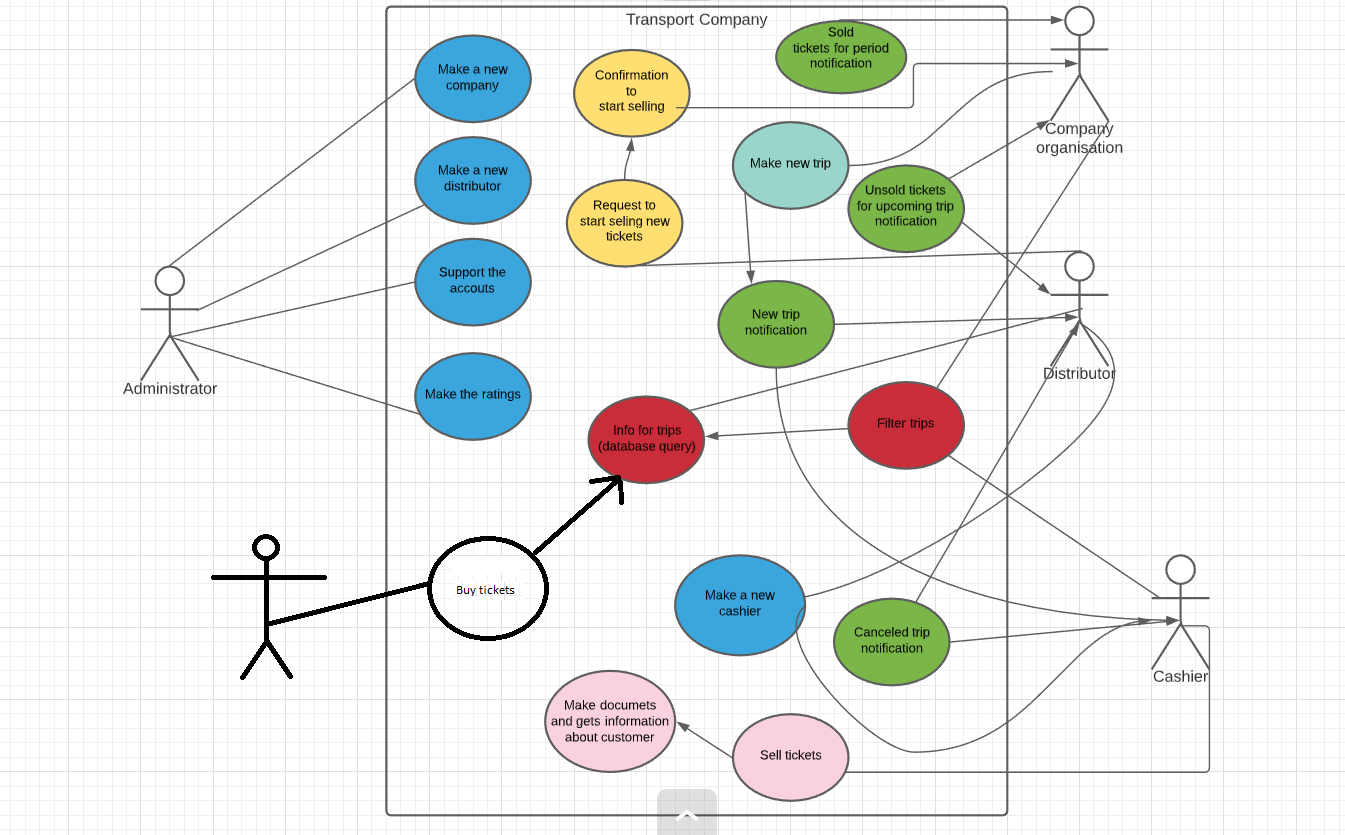 Transport Company
Sold
tickets for period
notification
Make a new
company
Confirmation
to
start selling
Company
organisation
Make a new
distributor
Make new trip
Unsold tickets
for upcoming trip
notification
Request to
start seling new
tickets
Support the
accouts
New trip
notification
Administrator
Distributor
Make the ratings
Info for trips
(database query)
Filter trips
Buy tickets
Make a new
cashier
Canceled trip
notification
Cashier
Make documets
and gets information
about customer
Sell tickets